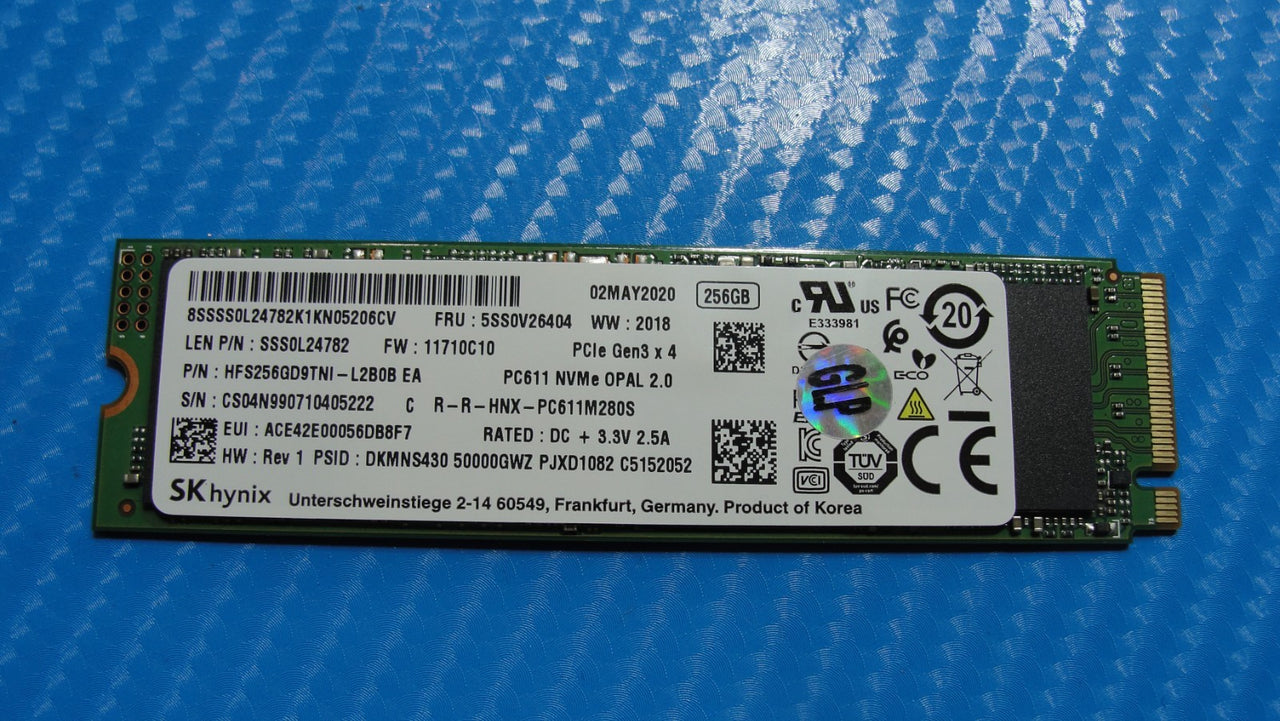 02MAY2020 256GB
8SSSS0L24782K1KN05206CV FRU : 5SS0V26404 WW : 2018
LEN P/N : SSS0L24782 FW : 11710C10 PCIe Gen3 x 4
P/N : HFS256GD9TNI-L2B0B EA PC611 NVMe OPAL 2.0
S/N : CS04N990710405222 C R-R-HNX-PC611M280S
EUI : ACE42E00056DB8F7 RATED : DC + 3.3V 2.5A
HW : Rev 1 PSID : DKMNS430 50000GWZ PJXD1082 C5152052
SK hynix Unterschweinstiege 2-14 60549, Frankfurt, Germany. Product of Korea
C RU US FC 20
E333981
ECO
GLP
TÜV
SÜD
CE
VCI